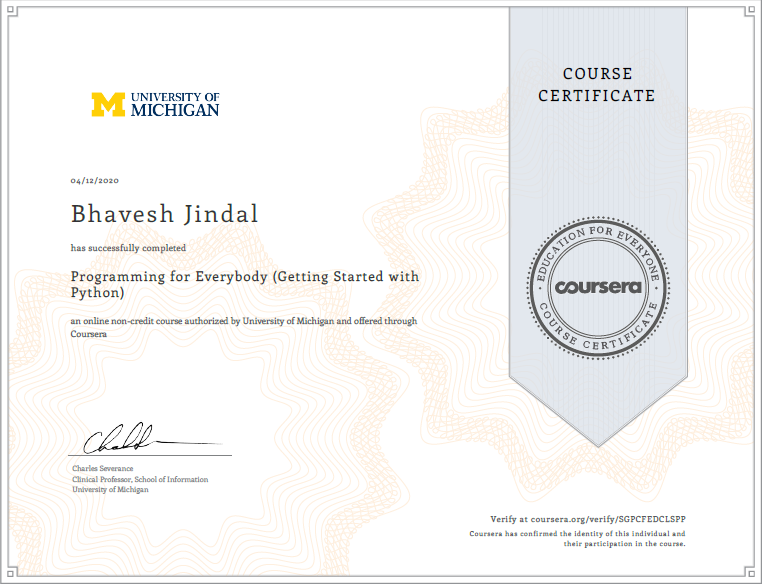 COURSE
CERTIFICATE
M UNIVERSITY OF
MICHIGAN
EDUCATION FOR EVERYONE
coursera
COURSE CERTIFICATE
04/12/2020
Bhavesh Jindal
has successfully completed
Programming for Everybody (Getting Started with
Python)
an online non-credit course authorized by University of Michigan and offered through
Coursera
Charles Severance
Clinical Professor, School of Information
University of Michigan
Verify at coursera.org/verify/SGPCFEDCLSPP
Coursera has confirmed the identity of this individual and
their participation in the course.